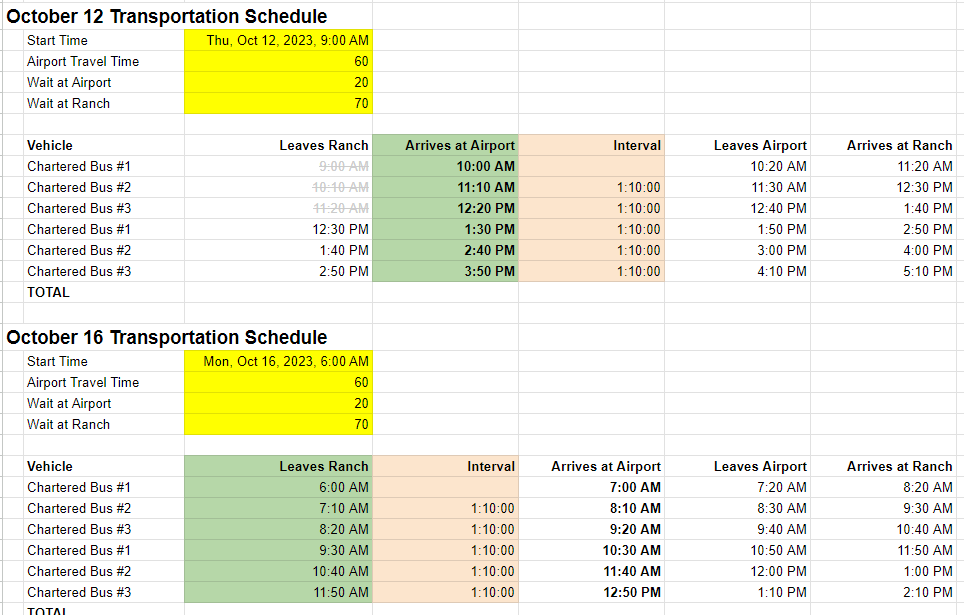 October 12 Transportation Schedule
Start Time Thu, Oct 12, 2023, 9:00 AM
Airport Travel Time 60
Wait at Airport 20
Wait at Ranch 70
Vehicle Leaves Ranch Arrives at Airport Interval Leaves Airport Arrives at Ranch
Chartered Bus #1 9:00 AM 10:00 AM 10:20 AM 11:20 AM
Chartered Bus #2 10:10 AM 11:10 AM 1:10:00 11:30 AM 12:30 PM
Chartered Bus #3 11:20 AM 12:20 PM 1:10:00 12:40 PM 1:40 PM
Chartered Bus #1 12:30 PM 1:30 PM 1:10:00 1:50 PM 2:50 PM
Chartered Bus #2 1:40 PM 2:40 PM 1:10:00 3:00 PM 4:00 PM
Chartered Bus #3 2:50 PM 3:50 PM 1:10:00 4:10 PM 5:10 PM
TOTAL
October 16 Transportation Schedule
Start Time Mon, Oct 16, 2023, 6:00 AM
Airport Travel Time 60
Wait at Airport 20
Wait at Ranch 70
Vehicle Leaves Ranch Interval Arrives at Airport Leaves Airport Arrives at Ranch
Chartered Bus #1 6:00 AM 7:00 AM 7:20 AM 8:20 AM
Chartered Bus #2 7:10 AM 1:10:00 8:10 AM 8:30 AM 9:30 AM
Chartered Bus #3 8:20 AM 1:10:00 9:20 AM 9:40 AM 10:40 AM
Chartered Bus #1 9:30 AM 1:10:00 10:30 AM 10:50 AM 11:50 AM
Chartered Bus #2 10:40 AM 1:10:00 11:40 AM 12:00 PM 1:00 PM
Chartered Bus #3 11:50 AM 1:10:00 12:50 PM 1:10 PM 2:10 PM
TOTAL